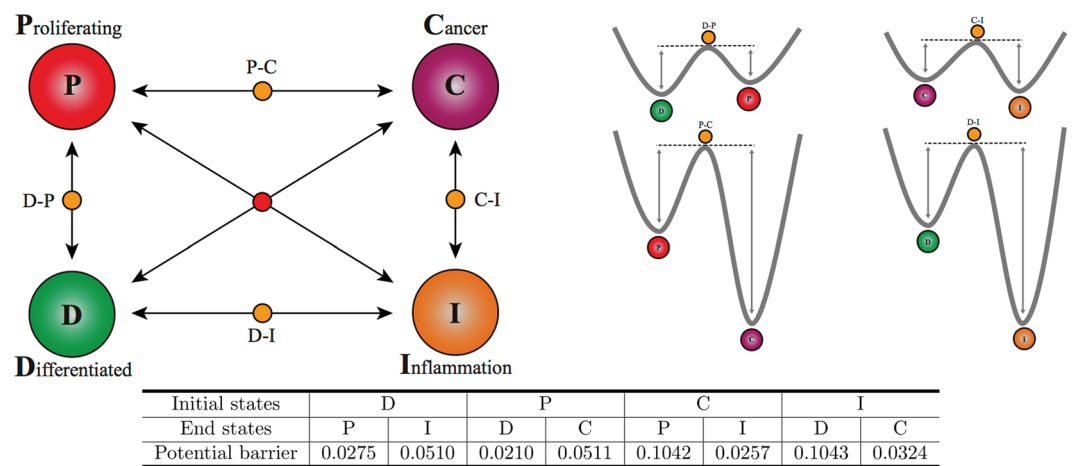 Proliferating
Cancer
P
P-C
C
D-P
C-I
D
D-I
I
Differentiated
Inflammation
D-P
D
P
C-I
C
I
P-C
P
C
D-I
D
I
Initial states D P C I
End states P I D C P I D C
Potential barrier 0.0275 0.0510 0.0210 0.0511 0.1042 0.0257 0.1043 0.0324